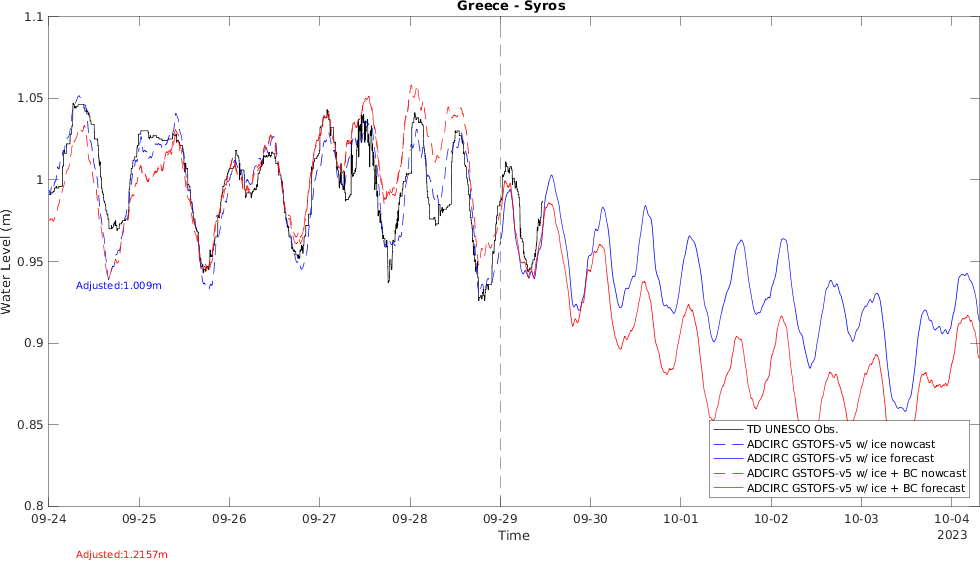 Greece - Syros
1.1
1.05
1
0.95
0.9
0.85
0.8
Water Level (m)
Adjusted:1.009m
TD UNESCO Obs.
ADCIRC GSTOFS-v5 w/ ice nowcast
ADCIRC GSTOFS-v5 w/ ice forecast
ADCIRC GSTOFS-v5 w/ ice + BC nowcast
ADCIRC GSTOFS-v5 w/ ice + BC forecast
09-24 09-25 09-26 09-27 09-28 09-29 09-30 10-01 10-02 10-03 10-04
Time 2023
Adjusted:1.2157m